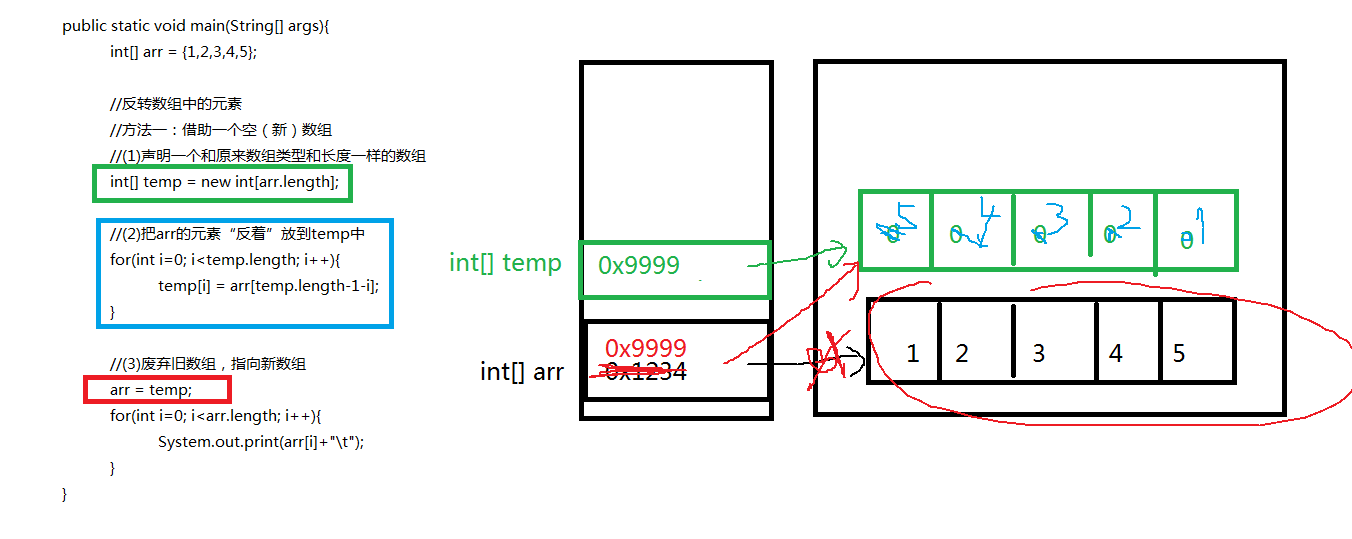 public static void main(String[] args){
int[] arr = {1,2,3,4,5};
//反转数组中的元素
//方法一：借助一个空（新）数组
//(1)声明一个和原来数组类型和长度一样的数组
int[] temp = new int[arr.length];
//(2)把arr的元素“反着”放到temp中
for(int i=0; i<temp.length; i++){
temp[i] = arr[temp.length-1-i];
}
//(3)废弃旧数组，指向新数组
arr = temp;
for(int i=0; i<arr.length; i++){
System.out.print(arr[i]+"\t");
}
}
int[] temp
0x9999
int[] arr
0x9999
0x1234
5 4 3 2 1
0 0 0 0 0
1 2 3 4 5